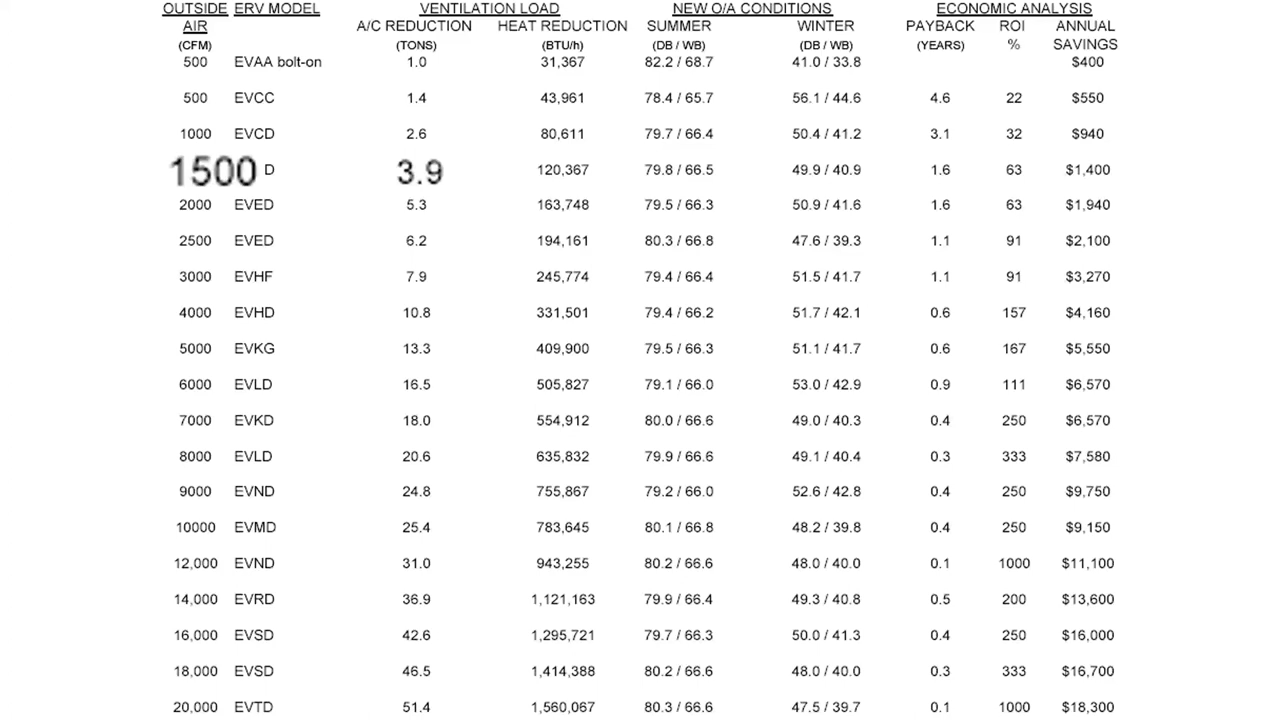 OUTSIDE ERV MODEL VENTILATION LOAD NEW O/A CONDITIONS ECONOMIC ANALYSIS
AIR A/C REDUCTION HEAT REDUCTION SUMMER WINTER PAYBACK ROI ANNUAL
(CFM) (TONS) (BTU/h) (DB / WB) (DB / WB) (YEARS) % SAVINGS
500 EVAA bolt-on 1.0 31,367 82.2 / 68.7 41.0 / 33.8 $400
500 EVCC 1.4 43,961 78.4 / 65.7 56.1 / 44.6 4.6 22 $550
1000 EVCD 2.6 80,611 79.7 / 66.4 50.4 / 41.2 3.1 32 $940
1500 D 3.9 120,367 79.8 / 66.5 49.9 / 40.9 1.6 63 $1,400
2000 EVED 5.3 163,748 79.5 / 66.3 50.9 / 41.6 1.6 63 $1,940
2500 EVED 6.2 194,161 80.3 / 66.8 47.6 / 39.3 1.1 91 $2,100
3000 EVHF 7.9 245,774 79.4 / 66.4 51.5 / 41.7 1.1 91 $3,270
4000 EVHD 10.8 331,501 79.4 / 66.2 51.7 / 42.1 0.6 157 $4,160
5000 EVKG 13.3 409,900 79.5 / 66.3 51.1 / 41.7 0.6 167 $5,550
6000 EVLD 16.5 505,827 79.1 / 66.0 53.0 / 42.9 0.9 111 $6,570
7000 EVKD 18.0 554,912 80.0 / 66.6 49.0 / 40.3 0.4 250 $6,570
8000 EVLD 20.6 635,832 79.9 / 66.6 49.1 / 40.4 0.3 333 $7,580
9000 EVND 24.8 755,867 79.2 / 66.0 52.6 / 42.8 0.4 250 $9,750
10000 EVMD 25.4 783,645 80.1 / 66.8 48.2 / 39.8 0.4 250 $9,150
12,000 EVND 31.0 943,255 80.2 / 66.6 48.0 / 40.0 0.1 1000 $11,100
14,000 EVRD 36.9 1,121,163 79.9 / 66.4 49.3 / 40.8 0.5 200 $13,600
16,000 EVSD 42.6 1,295,721 79.7 / 66.3 50.0 / 41.3 0.4 250 $16,000
18,000 EVSD 46.5 1,414,388 80.2 / 66.6 48.0 / 40.0 0.3 333 $16,700
20,000 EVTD 51.4 1,560,067 80.3 / 66.6 47.5 / 39.7 0.1 1000 $18,300